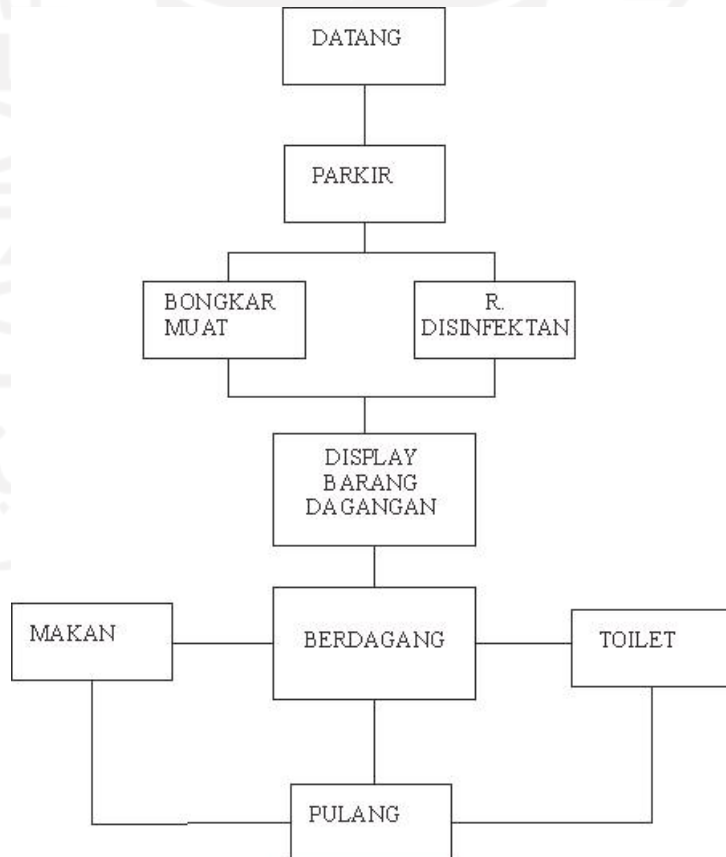 DATANG
PARKIR
BONGKAR
MUAT
R.
DISINFEKTAN
DISPLAY
BARANG
DAGANGAN
MAKAN
BERDAGANG
TOILET
PULANG